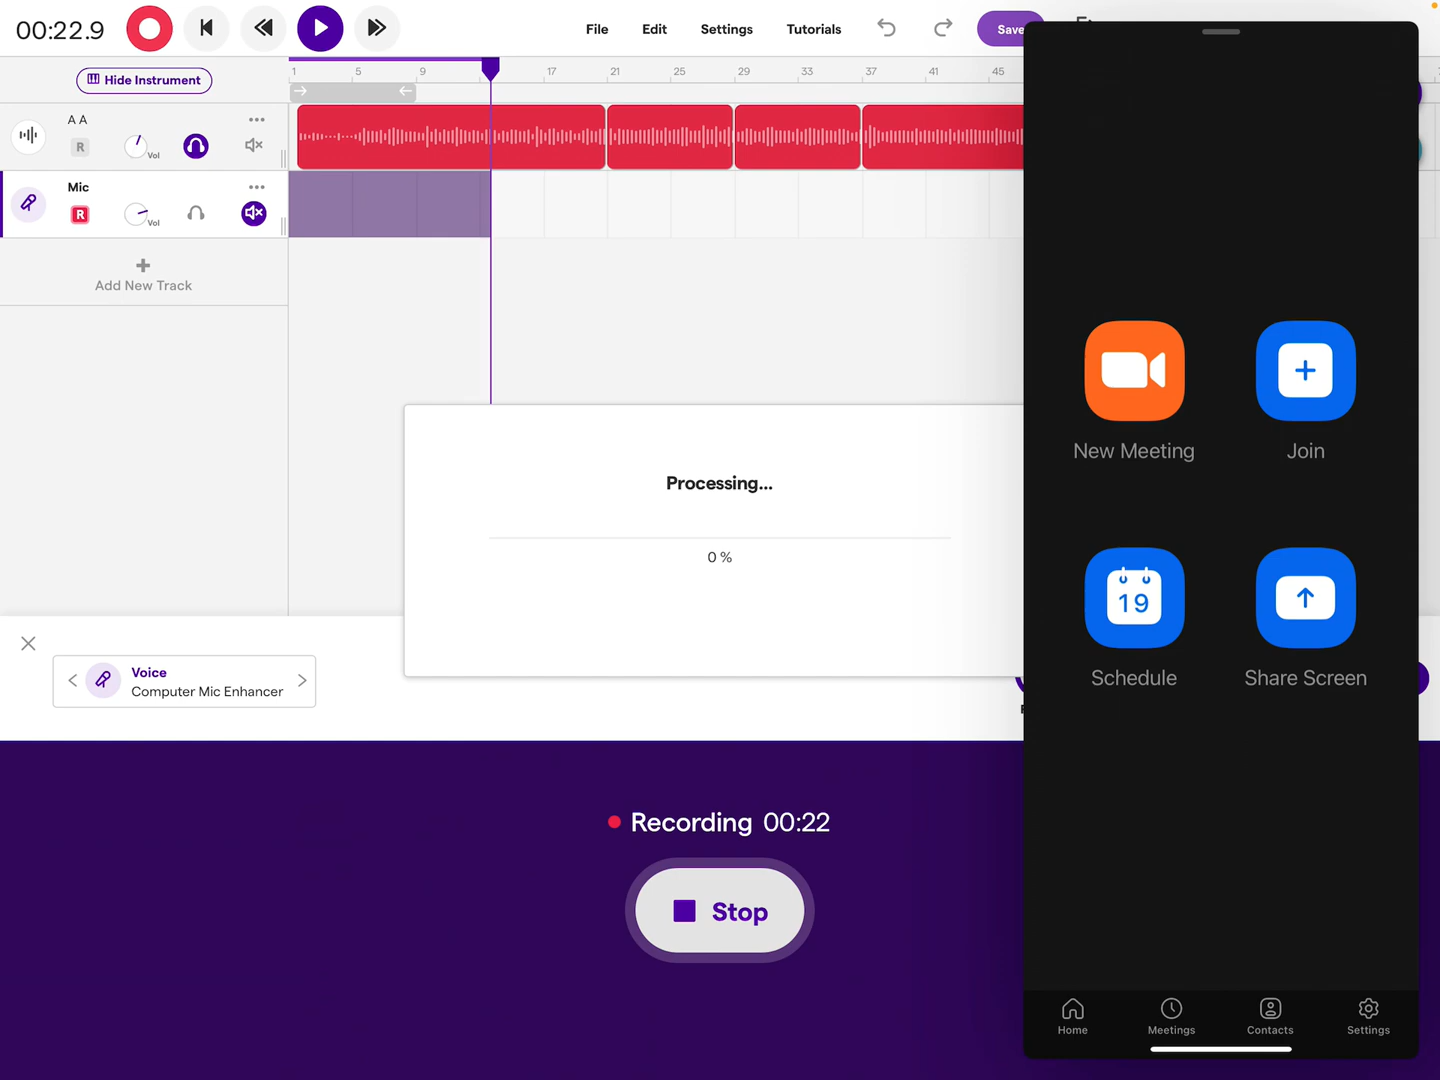 00:22.9
File
Edit
Settings
Tutorials
Save
Hide Instrument
1
5
9
17
21
25
29
33
37
41
45
A A
R
Vol
Mic
R
Vol
Add New Track
Processing...
0 %
Voice
Computer Mic Enhancer
Recording 00:22
Stop
New Meeting
Join
19
Schedule
Share Screen
Home
Meetings
Contacts
Settings